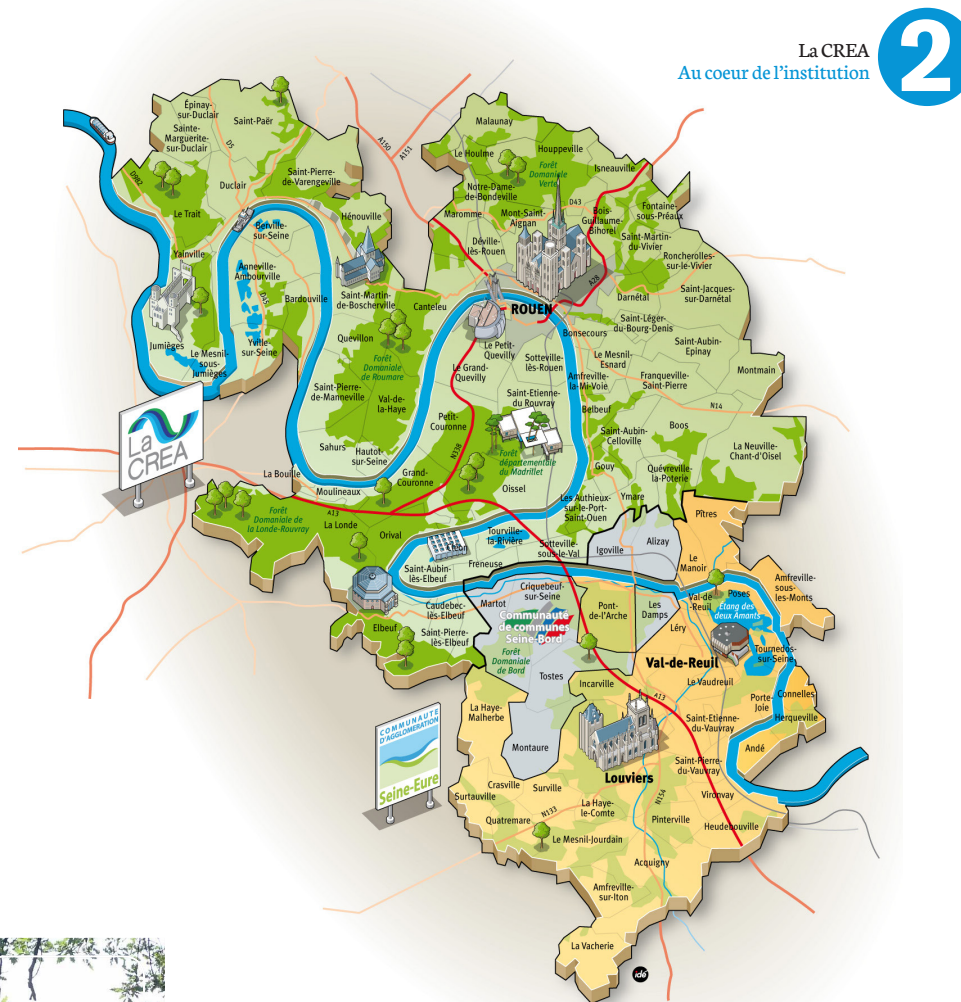 La CREA
Au coeur de l'institution
2
Épinay-
sur-Duclair
Saint-Paër
Sainte-
Marguerite-
sur-Duclair
D5
Saint-Pierre-
de-Varengeville
D982
Duclair
Le Trait
Hénouville
Berville-
sur-Seine
Yainville
Anneville-
Ambourville
D45
Bardouville
Saint-Martin-
de-Boscherville
Jumièges
Le Mesnil-
sous-
Jumièges
Yville-
sur-Seine
A150
A151
Malaunay
Le Houlme
Houppeville
Forêt
Domaniale
Verte
Isneauville
Notre-Dame-
de-Bondeville
D43
Maromme
Mont-Saint-
Aignan
Bois-
Guillaume-
Bihorel
Fontaine-
sous-Préaux
Déville-
lès-Rouen
Saint-Martin-
du-Vivier
Roncherolles-
sur-le-Vivier
A28
Darnétal
Saint-Jacques-
sur-Darnétal
Canteleu
ROUEN
Saint-Léger-
du-Bourg-Denis
Bonsecours
Saint-Aubin-
Epinay
Quevillon
Le Petit-
Quevilly
Sotteville-
lès-Rouen
Le Mesnil-
Esnard
Forêt
Domaniale
de Roumare
Le Grand-
Quevilly
Amfreville-
la-Mi-Voie
Franqueville-
Saint-Pierre
Montmain
Saint-Pierre-
de-Manneville
Val-de-
la-Haye
Saint-Etienne-
du Rouvray
Belbeuf
N14
Petit-
Couronne
Saint-Aubin-
Celloville
Boos
Sahurs
Hautot-
sur-Seine
N338
Forêt
départementale
du Madrillet
La Neuville-
Chant-d'Oisel
La
CREA
La Bouille
Moulineaux
Grand-
Couronne
Oissel
Gouy
Quévreville-
la-Poterie
Ymare
Les Authieux-
sur-le-Port-
Saint-Ouen
A13
Forêt
Domaniale de
la Londe-Rouvray
La Londe
Orival
Cléon
Tourville-
la-Rivière
Sotteville-
sous-le-Val
Freneuse
Saint-Aubin-
lès-Elbeuf
Igoville
Alizay
Pîtres
Le
Manoir
Amfreville-
sous-
les-Monts
Caudebec-
lès-Elbeuf
Elbeuf
Saint-Pierre-
lès-Elbeuf
Martot
Criquebeuf-
sur-Seine
Communauté
de communes
Seine-Bord
Forêt
Domaniale
de Bord
Pont-
de-l'Arche
Les
Damps
Val-de
-Reuil
Poses
Étang des
deux Amants
Léry
Val-de-Reuil
Tournedos-
sur-Seine
Tostes
Incarville
Le Vaudreuil
A13
Porte-
Joie
Connelles
Herqueville
La Haye-
Malherbe
Saint-Etienne-
du-Vauvray
Andé
Montaure
COMMUNAUTE
D'AGGLOMERATION
Seine-Eure
Louviers
Saint-Pierre-
du-Vauvray
Crasville
Surville
Surtauville
La Haye-
le-Comte
N154
Vironvay
N133
Quatremare
Pinterville
Heudebouville
Le Mesnil-Jourdain
Acquigny
Amfreville-
sur-Iton
La Vacherie
idé